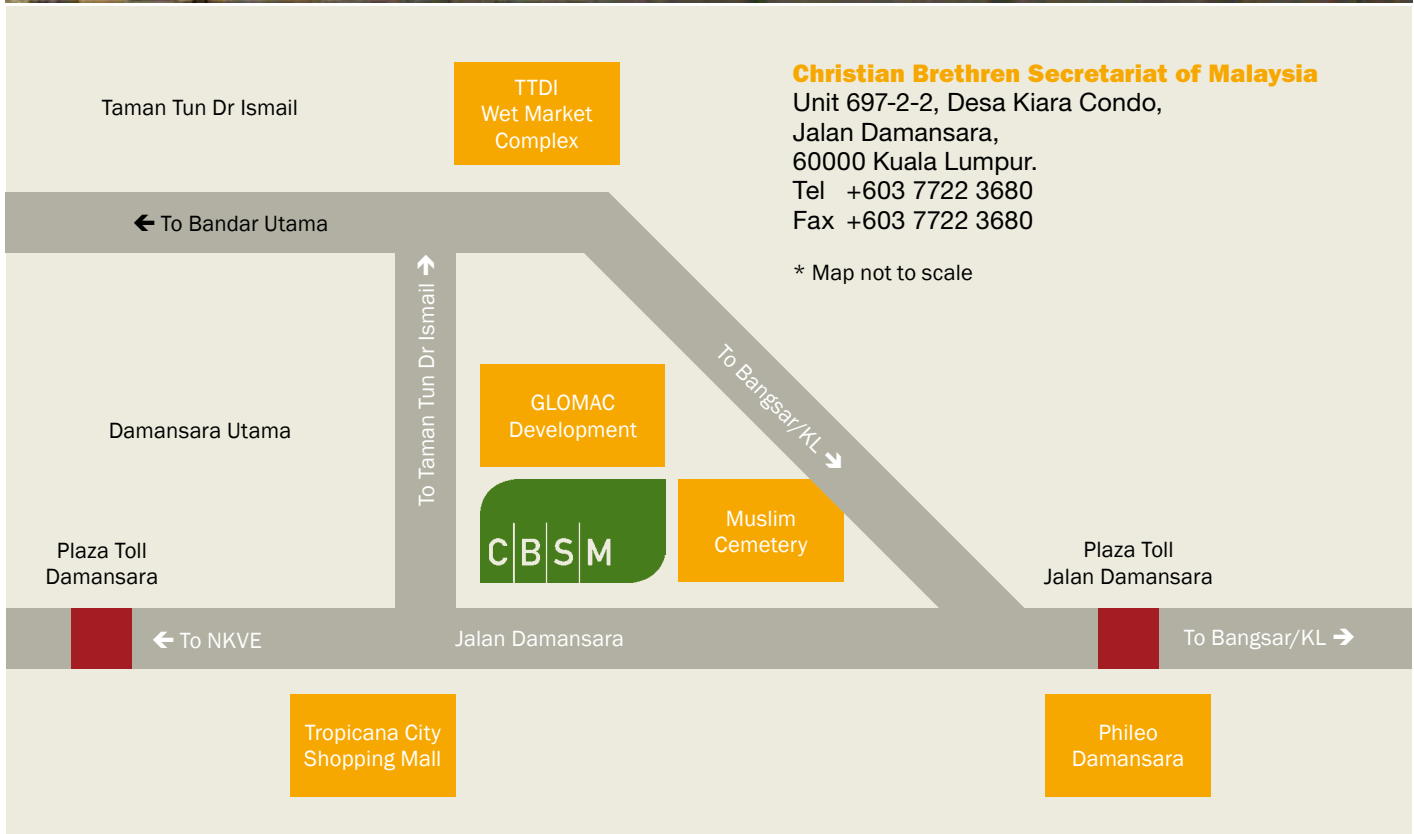 Christian Brethren Secretariat of Malaysia
Unit 697-2-2, Desa Kiara Condo,
Jalan Damansara,
60000 Kuala Lumpur.
Tel +603 7722 3680
Fax +603 7722 3680
* Map not to scale
Taman Tun Dr Ismail
TTDI
Wet Market
Complex
← To Bandar Utama
To Taman Tun Dr Ismail →
To Bangsar/KL →
GLOMAC
Development
Damansara Utama
CBSM
Muslim
Cemetery
Plaza Toll
Damansara
Plaza Toll
Jalan Damansara
← To NKVE
Jalan Damansara
To Bangsar/KL →
Tropicana City
Shopping Mall
Phileo
Damansara